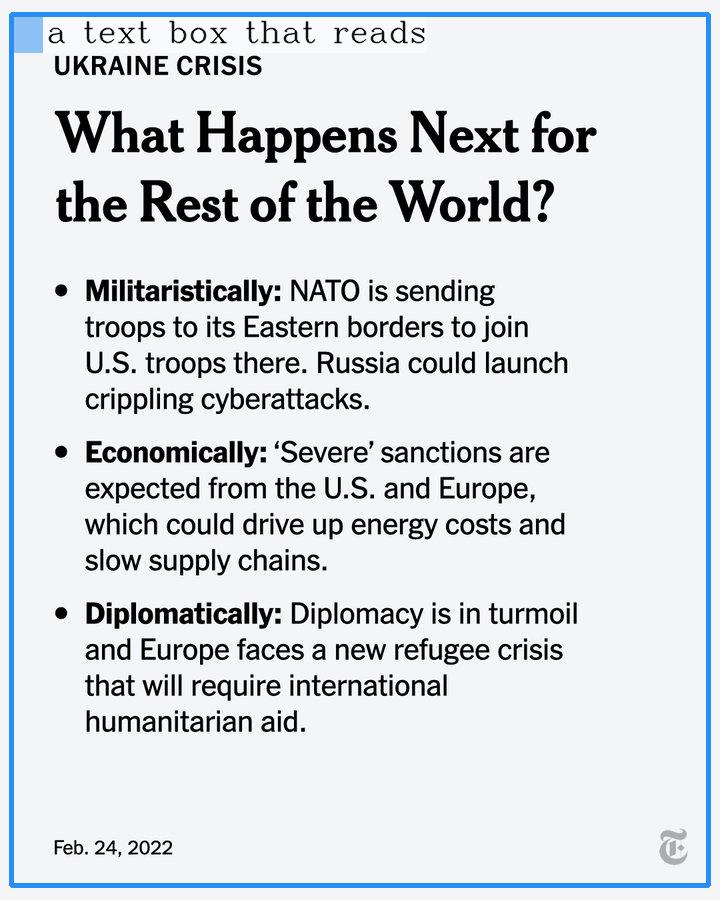 a text box that reads
UKRAINE CRISIS
What Happens Next for
the Rest of the World?
• Militaristically: NATO is sending
troops to its Eastern borders to join
U.S. troops there. Russia could launch
crippling cyberattacks.
• Economically: ‘Severe’ sanctions are
expected from the U.S. and Europe,
which could drive up energy costs and
slow supply chains.
• Diplomatically: Diplomacy is in turmoil
and Europe faces a new refugee crisis
that will require international
humanitarian aid.
Feb. 24, 2022
T